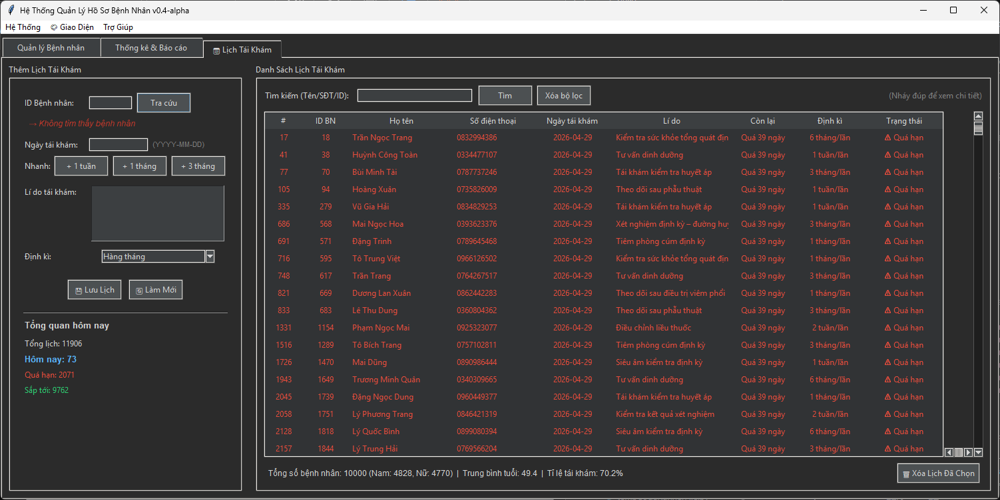 Hệ Thống Quản Lý Hồ Sơ Bệnh Nhân v0.4-alpha
Hệ Thống Giao Diện Trợ Giúp
Quản lý Bệnh nhân Thống kê & Báo cáo Lịch Tái Khám
Thêm Lịch Tái Khám
ID Bệnh nhân: Tra cứu
→ Không tìm thấy bệnh nhân
Ngày tái khám: (YYYY-MM-DD)
Nhanh: + 1 tuần + 1 tháng + 3 tháng
Lí do tái khám:
Định kì: Hàng tháng
Lưu Lịch Làm Mới
Tổng quan hôm nay
Tổng lịch: 11906
Hôm nay: 73
Quá hạn: 2071
Sắp tới: 9762
Danh Sách Lịch Tái Khám
Tìm kiếm (Tên/SĐT/ID): Tìm Xóa bộ lọc (Nháy đúp để xem chi tiết)
# ID BN Họ tên Số điện thoại Ngày tái khám Lí do Còn lại Định kì Trạng thái
17 18 Trần Ngọc Trang 0832994386 2026-04-29 Kiểm tra sức khỏe tổng quát địn Quá 39 ngày 6 tháng/lần ⚠ Quá hạn
41 38 Huỳnh Công Toàn 0334477107 2026-04-29 Tư vấn dinh dưỡng Quá 39 ngày 1 tuần/lần ⚠ Quá hạn
77 70 Bùi Minh Tài 0787737246 2026-04-29 Tái khám kiểm tra huyết áp Quá 39 ngày 3 tháng/lần ⚠ Quá hạn
105 94 Hoàng Xuân 0735826009 2026-04-29 Theo dõi sau phẫu thuật Quá 39 ngày 1 tuần/lần ⚠ Quá hạn
335 279 Vũ Gia Hải 0834829253 2026-04-29 Tái khám kiểm tra huyết áp Quá 39 ngày 1 tuần/lần ⚠ Quá hạn
686 568 Mai Ngọc Hoa 0393623376 2026-04-29 Xét nghiệm định kỳ – đường huy Quá 39 ngày 3 tháng/lần ⚠ Quá hạn
691 571 Đặng Trinh 0789645468 2026-04-29 Tiêm phòng cúm định kỳ Quá 39 ngày 1 tháng/lần ⚠ Quá hạn
716 595 Tô Trung Việt 0966126502 2026-04-29 Kiểm tra sức khỏe tổng quát địn Quá 39 ngày 1 tháng/lần ⚠ Quá hạn
748 617 Trần Trang 0764267517 2026-04-29 Tư vấn dinh dưỡng Quá 39 ngày 3 tháng/lần ⚠ Quá hạn
821 669 Dương Lan Xuân 0862442283 2026-04-29 Theo dõi sau điều trị viêm phổi Quá 39 ngày 1 tháng/lần ⚠ Quá hạn
833 683 Lê Thu Dung 0360804362 2026-04-29 Theo dõi sau phẫu thuật Quá 39 ngày 3 tháng/lần ⚠ Quá hạn
1331 1154 Phạm Ngọc Mai 0925323077 2026-04-29 Điều chỉnh liều thuốc Quá 39 ngày 2 tuần/lần ⚠ Quá hạn
1516 1289 Tô Bích Trang 0757102811 2026-04-29 Tiêm phòng cúm định kỳ Quá 39 ngày 3 tháng/lần ⚠ Quá hạn
1726 1470 Mai Dũng 0890986444 2026-04-29 Siêu âm kiểm tra định kỳ Quá 39 ngày 1 tuần/lần ⚠ Quá hạn
1943 1649 Trương Minh Quân 0340309665 2026-04-29 Tư vấn dinh dưỡng Quá 39 ngày 6 tháng/lần ⚠ Quá hạn
2045 1739 Đặng Ngọc Dung 0960449377 2026-04-29 Tái khám kiểm tra huyết áp Quá 39 ngày 1 tháng/lần ⚠ Quá hạn
2058 1751 Lý Phương Trang 0846421319 2026-04-29 Kiểm tra kết quả xét nghiệm Quá 39 ngày 2 tuần/lần ⚠ Quá hạn
2128 1818 Lý Quốc Bình 0899080394 2026-04-29 Siêu âm kiểm tra định kỳ Quá 39 ngày 6 tháng/lần ⚠ Quá hạn
2157 1844 Lý Trung Hải 0769566204 2026-04-29 Tư vấn dinh dưỡng Quá 39 ngày 3 tháng/lần ⚠ Quá hạn
Tổng số bệnh nhân: 10000 (Nam: 4828, Nữ: 4770) | Trung bình tuổi: 49.4 | Tỉ lệ tái khám: 70.2%
Xóa Lịch Đã Chọn